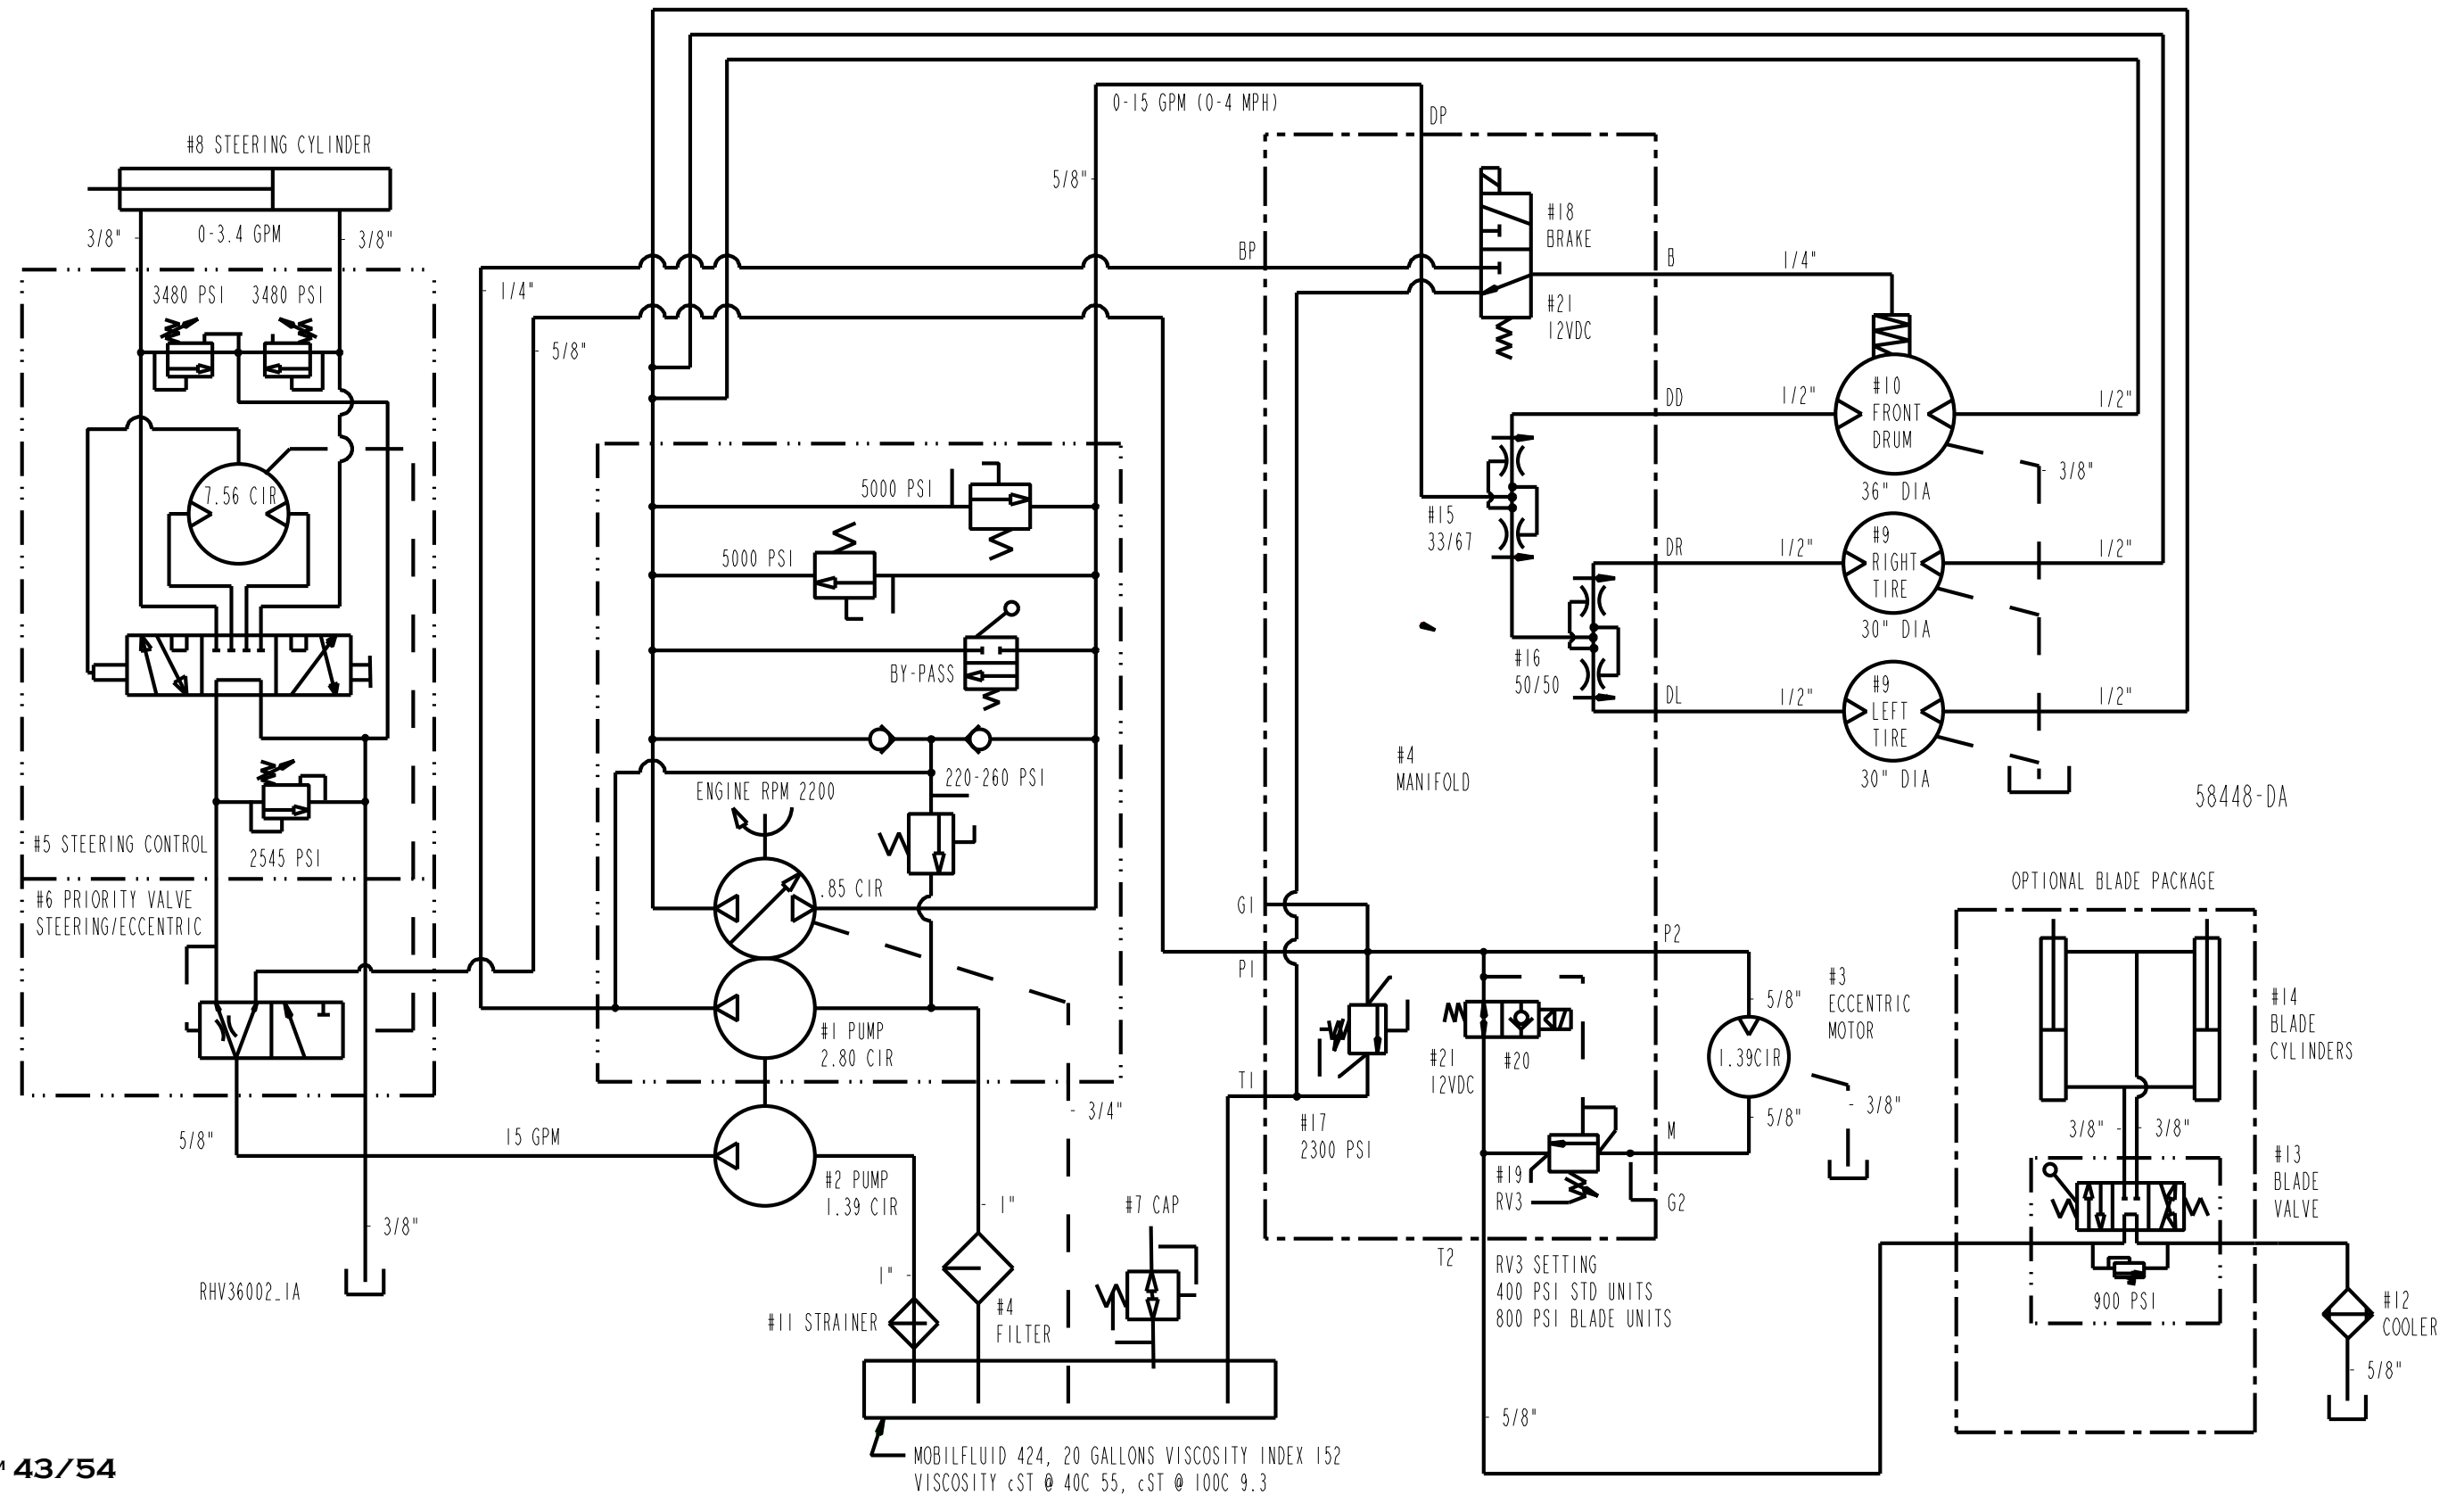 0-15 GPM (0-4 MPH)
DP
#8 STEERING CYLINDER
5/8"
3/8"
0-3.4 GPM
3/8"
#18
BRAKE
BP
B
1/4"
3480 PSI
3480 PSI
1/4"
#21
12VDC
5/8"
#10
FRONT
DRUM
DD
1/2"
1/2"
3/8"
36" DIA
7.56 CIR
5000 PSI
#15
33/67
5000 PSI
DR
1/2"
#9
RIGHT
TIRE
1/2"
30" DIA
BY-PASS
#16
50/50
DL
1/2"
#9
LEFT
TIRE
1/2"
30" DIA
#4
MANIFOLD
220-260 PSI
ENGINE RPM 2200
58448-DA
#5 STEERING CONTROL
2545 PSI
#6 PRIORITY VALVE
STEERING/ECCENTRIC
.85 CIR
OPTIONAL BLADE PACKAGE
G1
P2
P1
#3
ECCENTRIC
MOTOR
5/8"
#14
BLADE
CYLINDERS
#1 PUMP
2.80 CIR
#21
12VDC
#20
1.39CIR
T1
3/4"
5/8"
3/8"
#17
2300 PSI
M
3/8"
3/8"
5/8"
15 GPM
#2 PUMP
1.39 CIR
#19
RV3
G2
#13
BLADE
VALVE
1"
#7 CAP
3/8"
T2
RV3 SETTING
400 PSI STD UNITS
800 PSI BLADE UNITS
1"
RHV36002_1A
#11 STRAINER
#4
FILTER
900 PSI
#12
COOLER
5/8"
5/8"
MOBILFLUID 424, 20 GALLONS VISCOSITY INDEX 152
VISCOSITY cST @ 40C 55, cST @ 100C 9.3
43/54